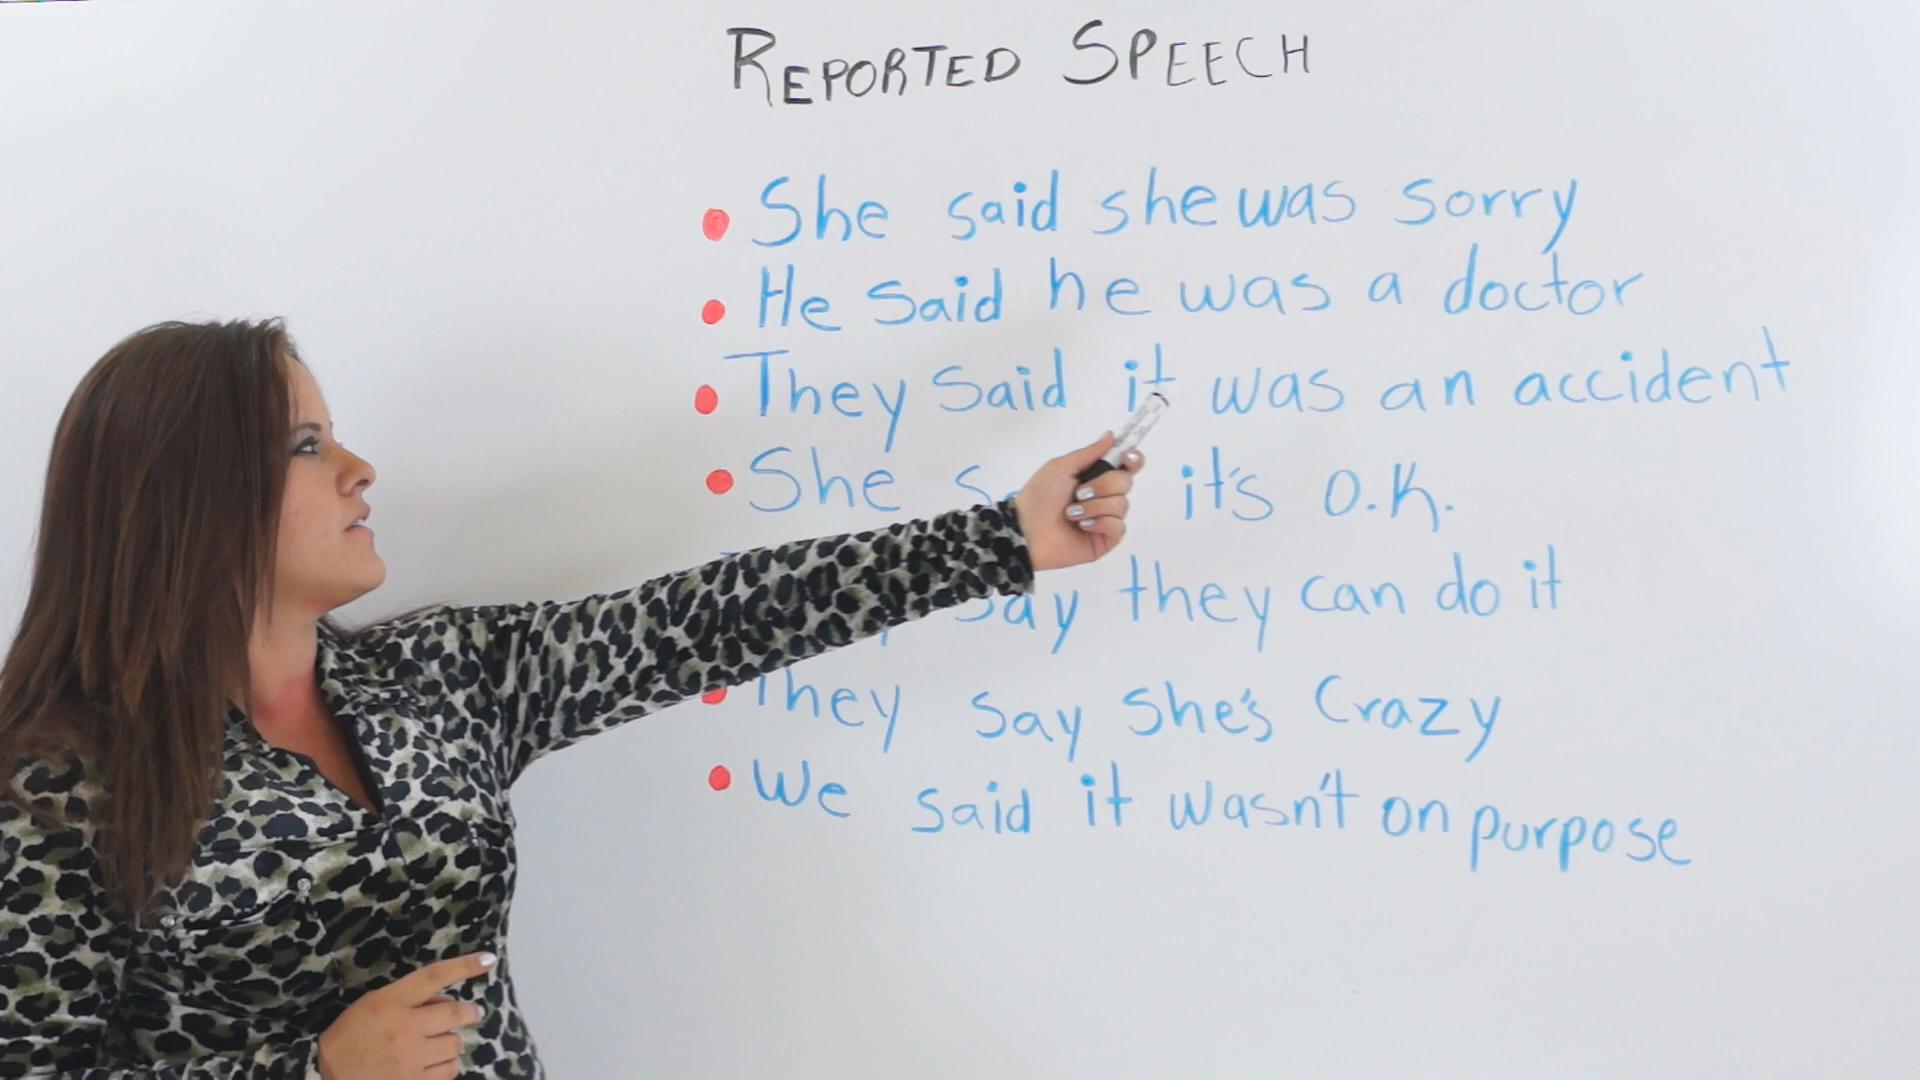 REPORTED SPEECH
She said she was sorry
He said he was a doctor
They said it was an accident
She it's O.K.
say they can do it
They say she's crazy
We said it wasn't on purpose